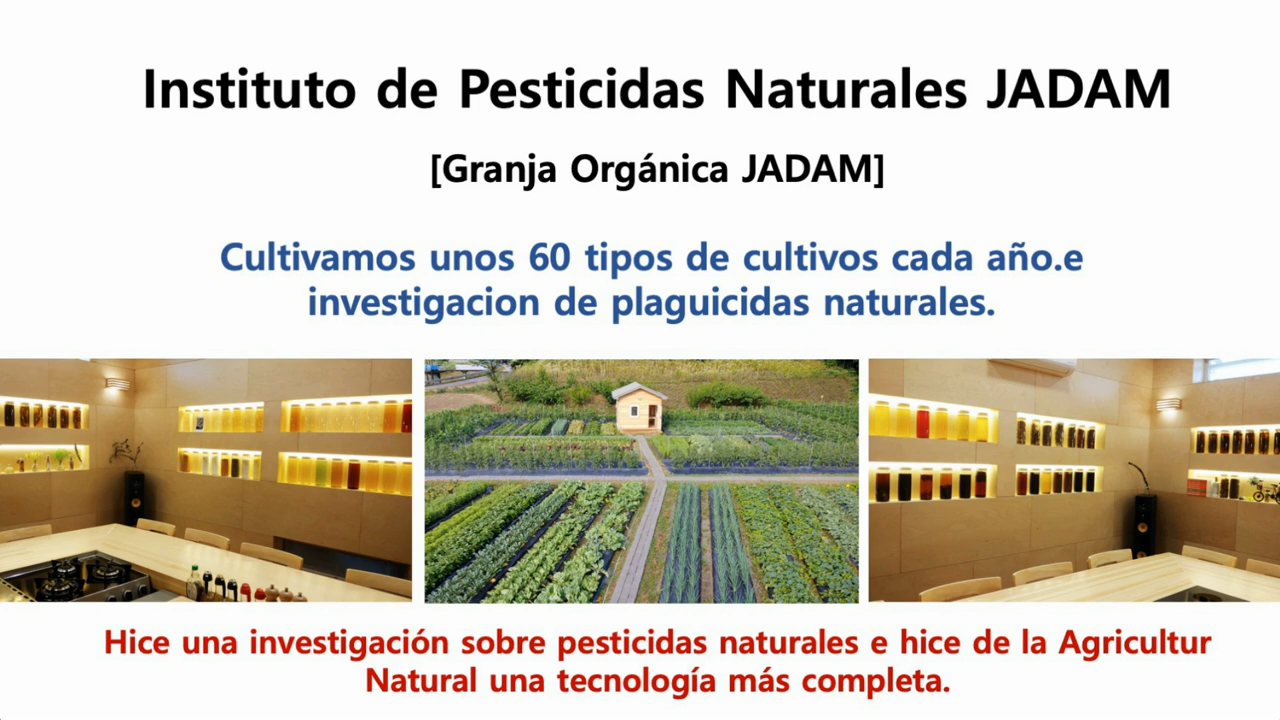 Instituto de Pesticidas Naturales JADAM
[Granja Orgánica JADAM]
Cultivamos unos 60 tipos de cultivos cada año.e
investigacion de plaguicidas naturales.
Hice una investigación sobre pesticidas naturales e hice de la Agricultur
Natural una tecnología más completa.